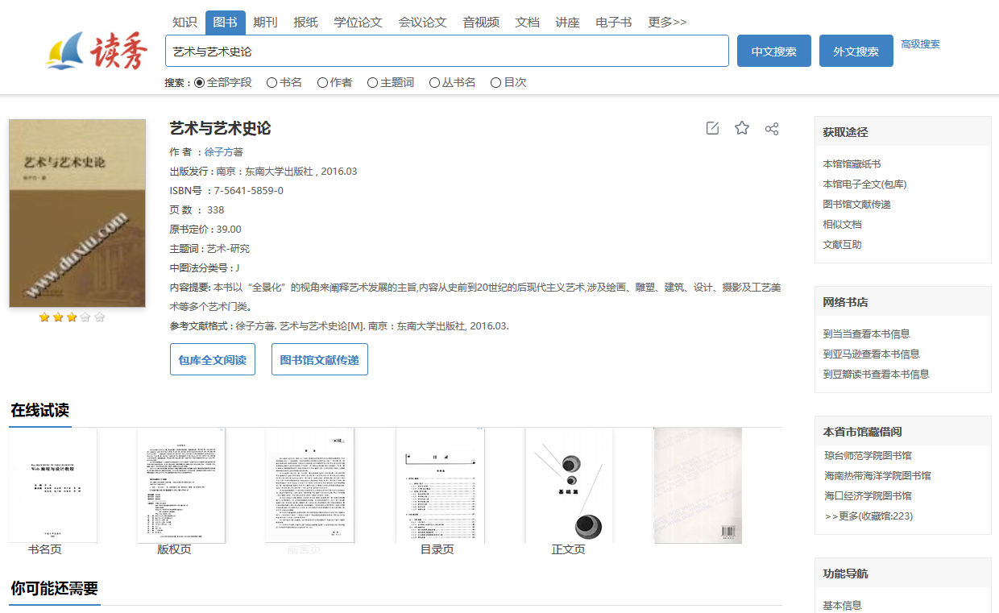 知识 图书 期刊 报纸 学位论文 会议论文 音视频 文档 讲座 电子书 更多>>
读秀
艺术与艺术史论
中文搜索
外文搜索
高级搜索
搜索：全部字段 书名 作者 主题词 丛书名 目次
艺术与艺术史论
www.duxiu.com
艺术与艺术史论
作 者 ：徐子方著
出版发行 : 南京：东南大学出版社 , 2016.03
ISBN号 ：7-5641-5859-0
页 数 ： 338
原书定价 : 39.00
主题词 : 艺术-研究
中图法分类号 : J
内容提要: 本书以“全景化”的视角来阐释艺术发展的主旨,内容从史前到20世纪的后现代主义艺术,涉及绘画、雕塑、建筑、设计、摄影及工艺美
术等多个艺术门类。
参考文献格式 : 徐子方著. 艺术与艺术史论[M]. 南京：东南大学出版社, 2016.03.
包库全文阅读
图书馆文献传递
在线试读
Web 编程与设计教程
目 录
基础篇
书名页
版权页
前言页
目录页
正文页
你可能还需要
获取途径
本馆馆藏纸书
本馆电子全文(包库)
图书馆文献传递
相似文档
文献互助
网络书店
到当当查看本书信息
到亚马逊查看本书信息
到豆瓣读书查看本书信息
本省市馆藏借阅
琼台师范学院图书馆
海南热带海洋学院图书馆
海口经济学院图书馆
>>更多(收藏馆:223)
功能导航
基本信息